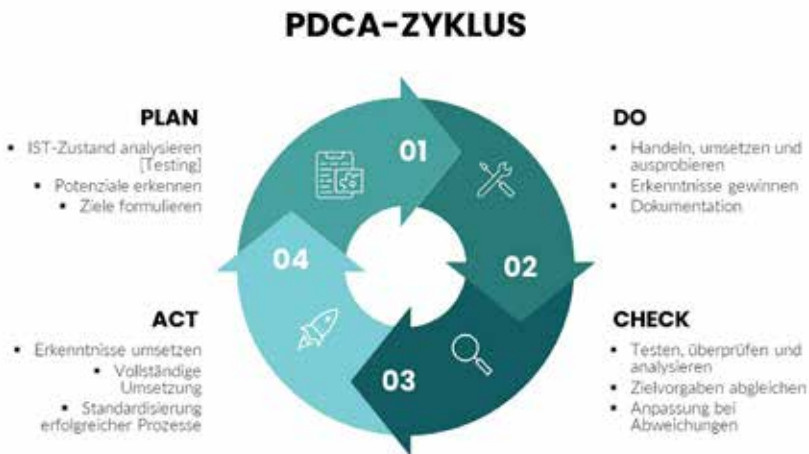 PDCA-ZYKLUS
PLAN
▪ IST-Zustand analysieren
[Testing]
▪ Potenziale erkennen
▪ Ziele formulieren
01
DO
▪ Handeln, umsetzen und
ausprobieren
▪ Erkenntnisse gewinnen
▪ Dokumentation
02
04
ACT
▪ Erkenntnisse umsetzen
▪ Vollständige
Umsetzung
▪ Standardisierung
erfolgreicher Prozesse
03
CHECK
▪ Testen, überprüfen und
analysieren
▪ Zielvorgaben abgleichen
▪ Anpassung bei
Abweichungen